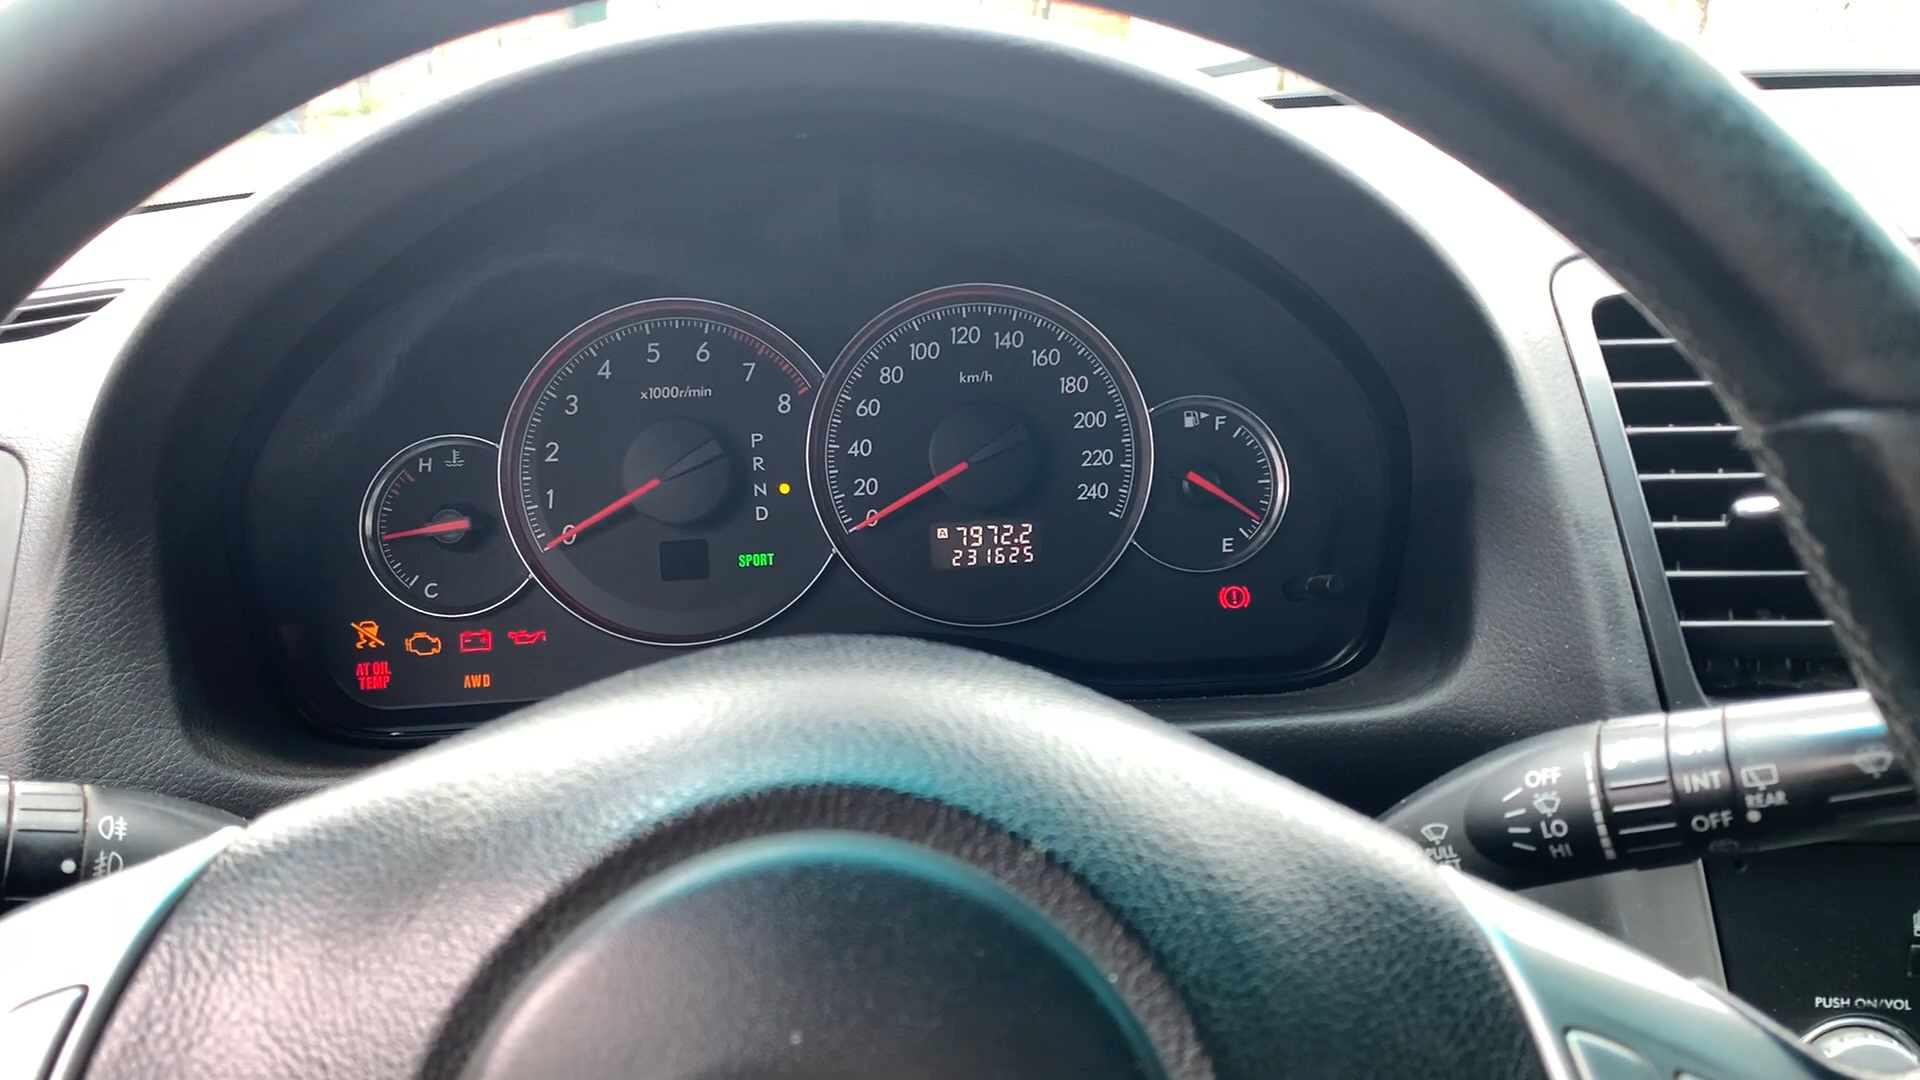 H
C
AT OIL
TEMP
AWD
0
1
2
3
4
5
6
7
8
x1000r/min
P
R
N
D
SPORT
0
20
40
60
80
100
120
140
160
180
200
220
240
km/h
A 7972.2
231625
F
E
OFF
LO
HI
INT
REAR
OFF
PUSH ON/VOL